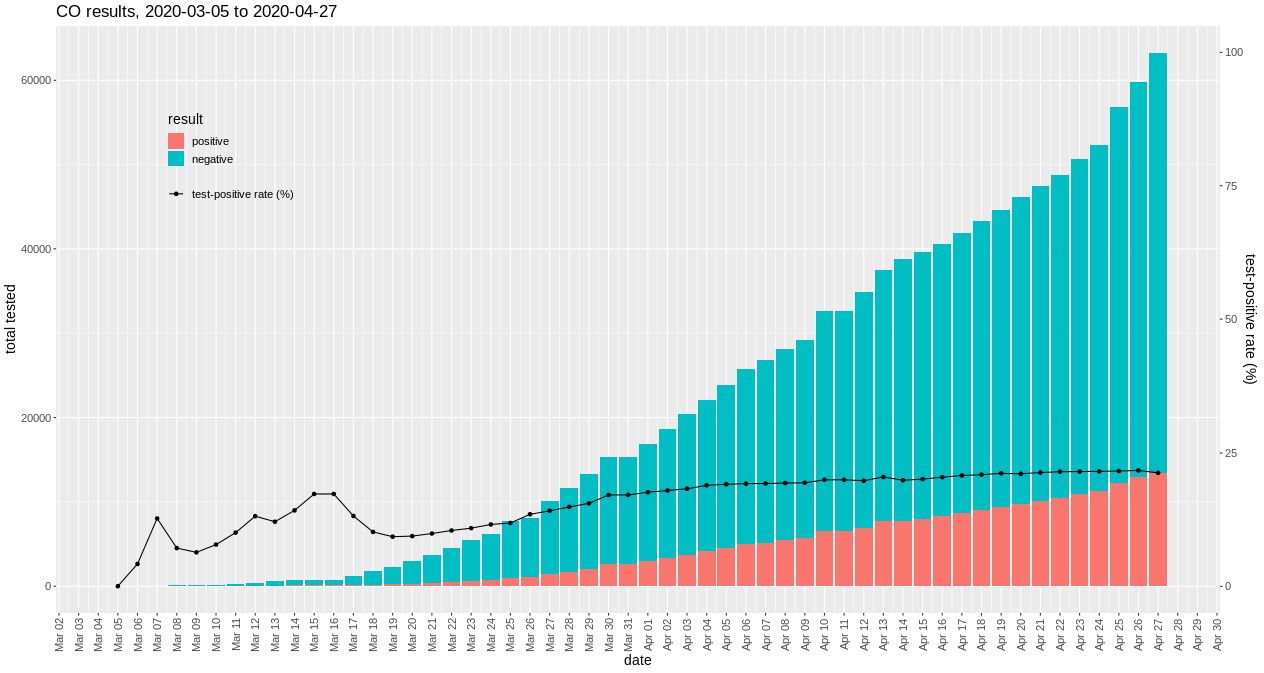 CO results, 2020-03-05 to 2020-04-27
total tested
60000
40000
20000
0
result
positive
negative
test-positive rate (%)
100
75
50
25
0
test-positive rate (%)
Mar 02
Mar 03
Mar 04
Mar 05
Mar 06
Mar 07
Mar 08
Mar 09
Mar 10
Mar 11
Mar 12
Mar 13
Mar 14
Mar 15
Mar 16
Mar 17
Mar 18
Mar 19
Mar 20
Mar 21
Mar 22
Mar 23
Mar 24
Mar 25
Mar 26
Mar 27
Mar 28
Mar 29
Mar 30
Mar 31
Apr 01
Apr 02
Apr 03
Apr 04
Apr 05
Apr 06
Apr 07
Apr 08
Apr 09
Apr 10
Apr 11
Apr 12
Apr 13
Apr 14
Apr 15
Apr 16
Apr 17
Apr 18
Apr 19
Apr 20
Apr 21
Apr 22
Apr 23
Apr 24
Apr 25
Apr 26
Apr 27
Apr 28
Apr 29
Apr 30
date